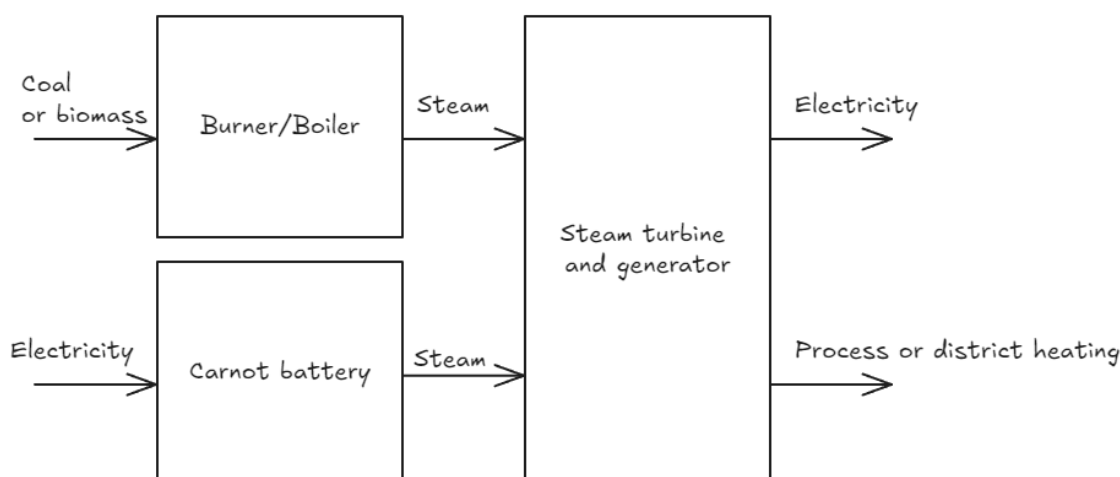 Coal
or biomass
Burner/Boiler
Steam
Electricity
Steam turbine
and generator
Electricity
Carnot battery
Steam
Process or district heating